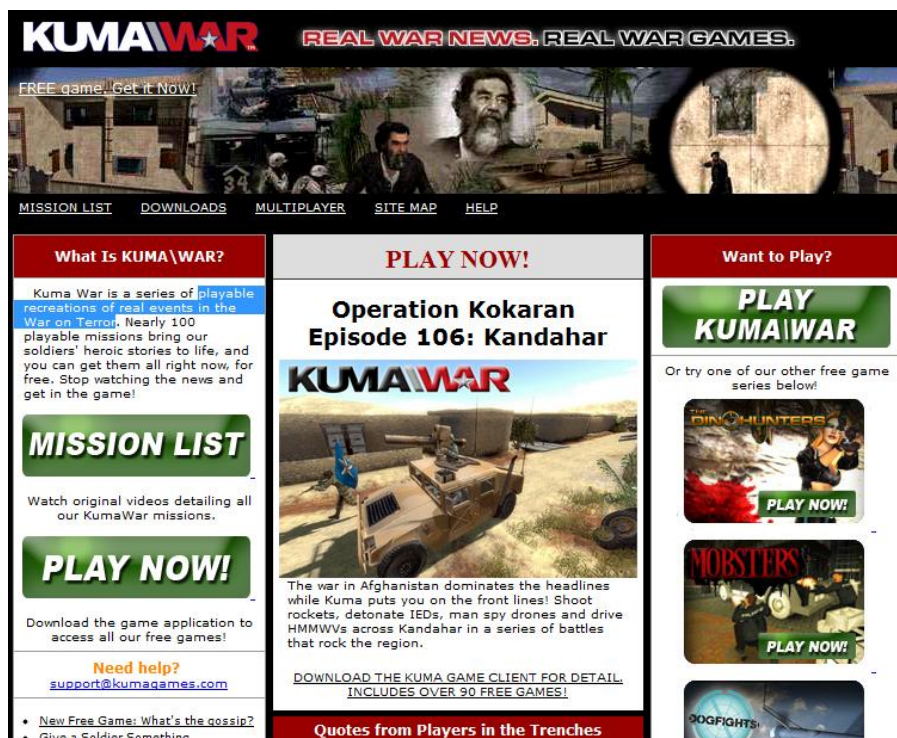 KUMA\WAR
REAL WAR NEWS. REAL WAR GAMES.
FREE game. Get it Now!
34
MISSION LIST DOWNLOADS MULTIPLAYER SITE MAP HELP
What Is KUMA\WAR?
Kuma War is a series of playable
recreations of real events in the
War on Terror. Nearly 100
playable missions bring our
soldiers' heroic stories to life, and
you can get them all right now, for
free. Stop watching the news and
get in the game!
MISSION LIST
Watch original videos detailing all
our KumaWar missions.
PLAY NOW!
Download the game application to
access all our free games!
Need help?
support@kumagames.com
New Free Game: What's the gossip?
Give a Soldier Something
PLAY NOW!
Operation Kokaran
Episode 106: Kandahar
KUMA\WAR
The war in Afghanistan dominates the headlines
while Kuma puts you on the front lines! Shoot
rockets, detonate IEDs, man spy drones and drive
HMMWVs across Kandahar in a series of battles
that rock the region.
DOWNLOAD THE KUMA GAME CLIENT FOR DETAIL.
INCLUDES OVER 90 FREE GAMES!
Quotes from Players in the Trenches
Want to Play?
PLAY
KUMA\WAR
Or try one of our other free game
series below!
THE
DINOHUNTERS
PLAY NOW!
MOBSTERS
PLAY NOW!
DOGFIGHTS